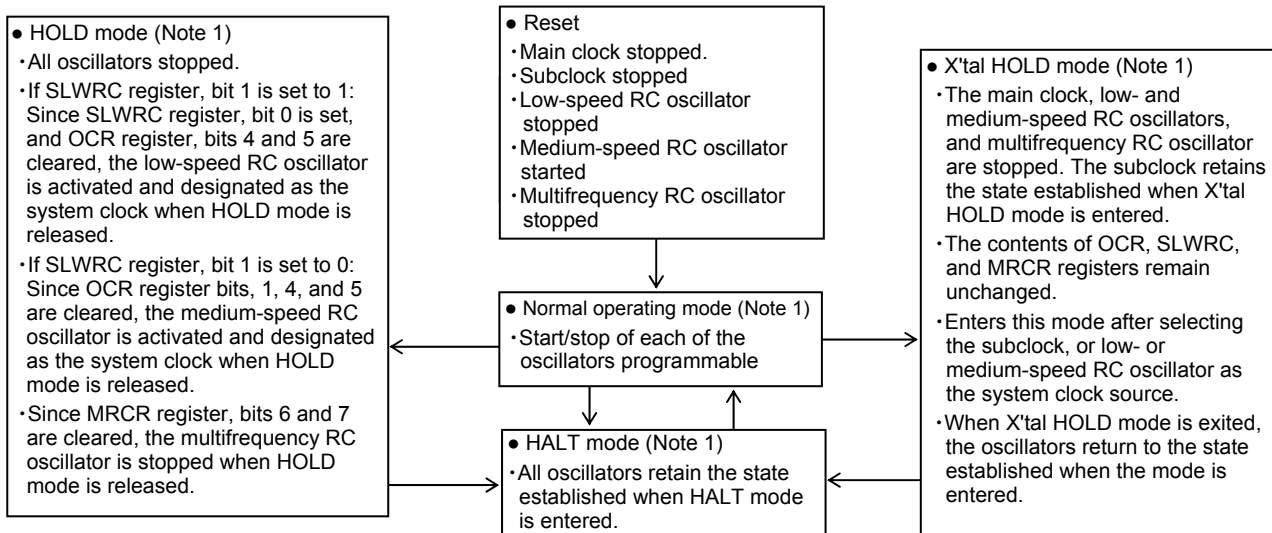 ● HOLD mode (Note 1)
・All oscillators stopped.
・If SLWRC register, bit 1 is set to 1:
Since SLWRC register, bit 0 is set,
and OCR register, bits 4 and 5 are
cleared, the low-speed RC oscillator
is activated and designated as the
system clock when HOLD mode is
released.
・If SLWRC register, bit 1 is set to 0:
Since OCR register bits, 1, 4, and 5
are cleared, the medium-speed RC
oscillator is activated and designated
as the system clock when HOLD
mode is released.
・Since MRCR register, bits 6 and 7
are cleared, the multifrequency RC
oscillator is stopped when HOLD
mode is released.
● Reset
・Main clock stopped.
・Subclock stopped
・Low-speed RC oscillator
stopped
・Medium-speed RC oscillator
started
・Multifrequency RC oscillator
stopped
● Normal operating mode (Note 1)
・Start/stop of each of the
oscillators programmable
● HALT mode (Note 1)
・All oscillators retain the state
established when HALT mode
is entered.
● X'tal HOLD mode (Note 1)
・The main clock, low- and
medium-speed RC oscillators,
and multifrequency RC oscillator
are stopped. The subclock retains
the state established when X'tal
HOLD mode is entered.
・The contents of OCR, SLWRC,
and MRCR registers remain
unchanged.
・Enters this mode after selecting
the subclock, or low- or
medium-speed RC oscillator as
the system clock source.
・When X'tal HOLD mode is exited,
the oscillators return to the state
established when the mode is
entered.